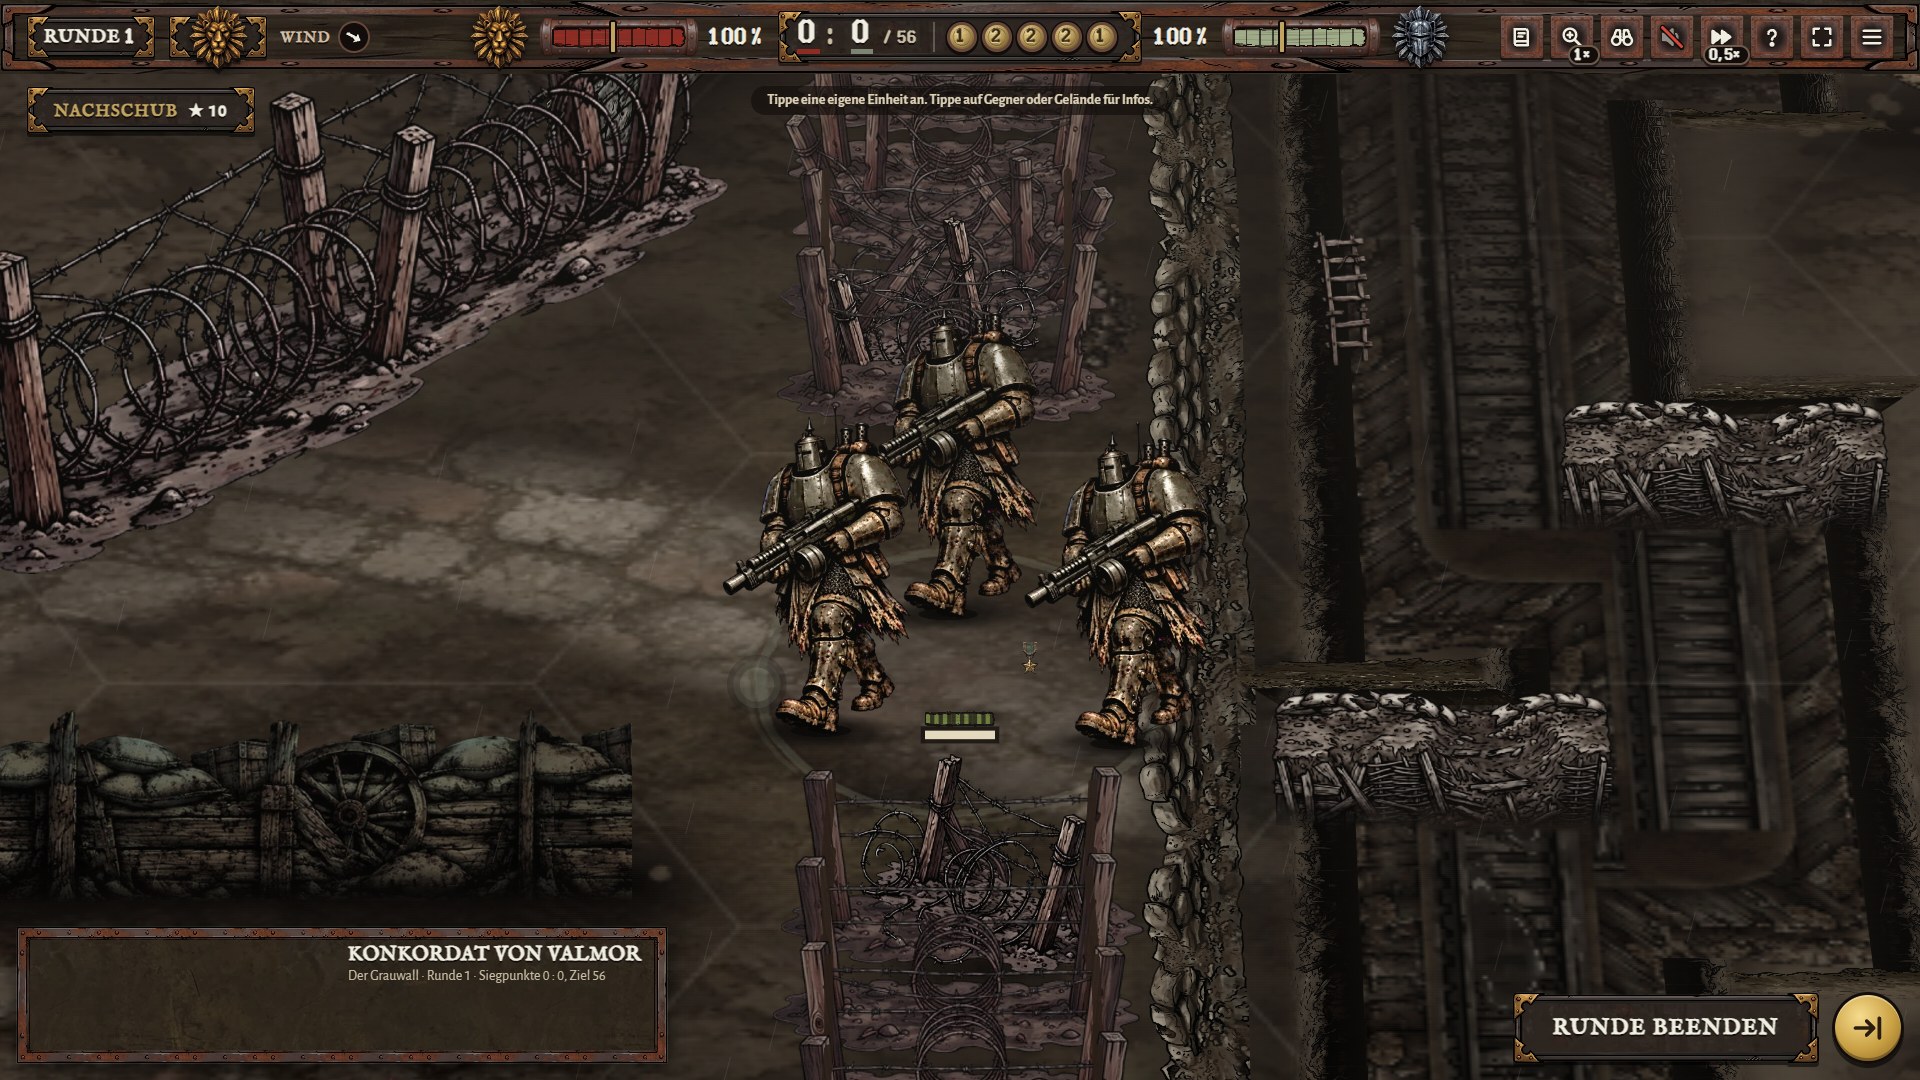 RUNDE 1
WIND
100 %
0 : 0 / 56
1 2 2 2 1
100 %
1×
0,5×
?
NACHSCHUB ★ 10
Tippe eine eigene Einheit an. Tippe auf Gegner oder Gelände für Infos.
KONKORDAT VON VALMOR
Der Grauwall · Runde 1 · Siegpunkte 0 : 0, Ziel 56
RUNDE BEENDEN